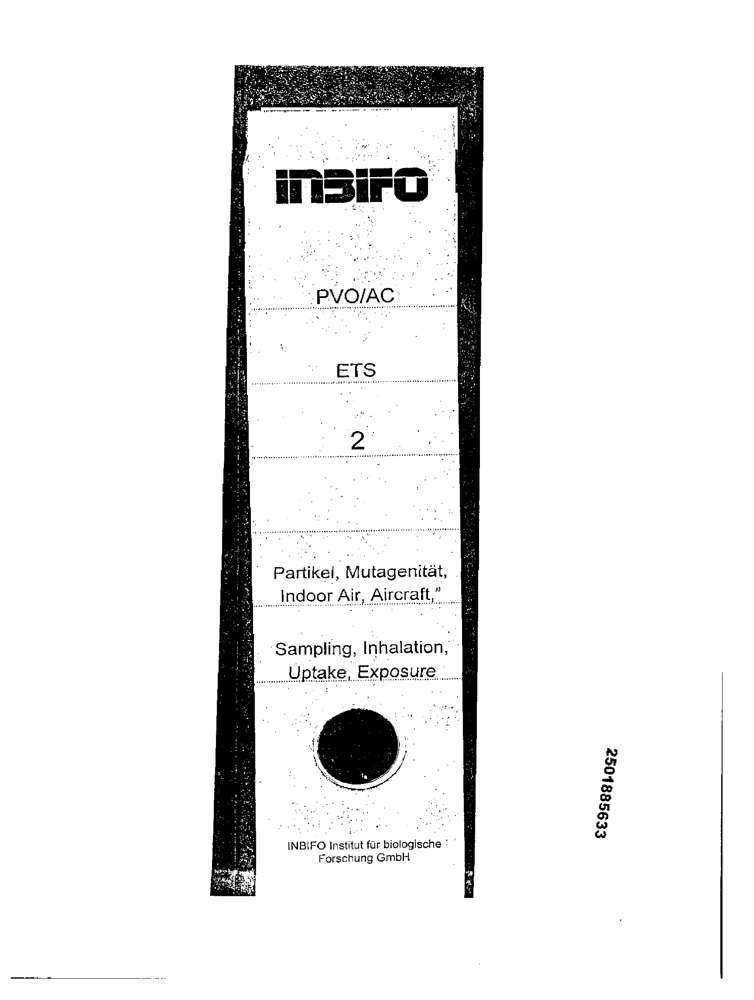 INBIFO
PVO/AC
ETS
2
Partikel, Mutagenität,
Indoor Air, Aircraft,"
Sampling, Inhalation,
Uptake, Exposure
INBIFO Institut für biologische
Forschung GmbH
2501885633